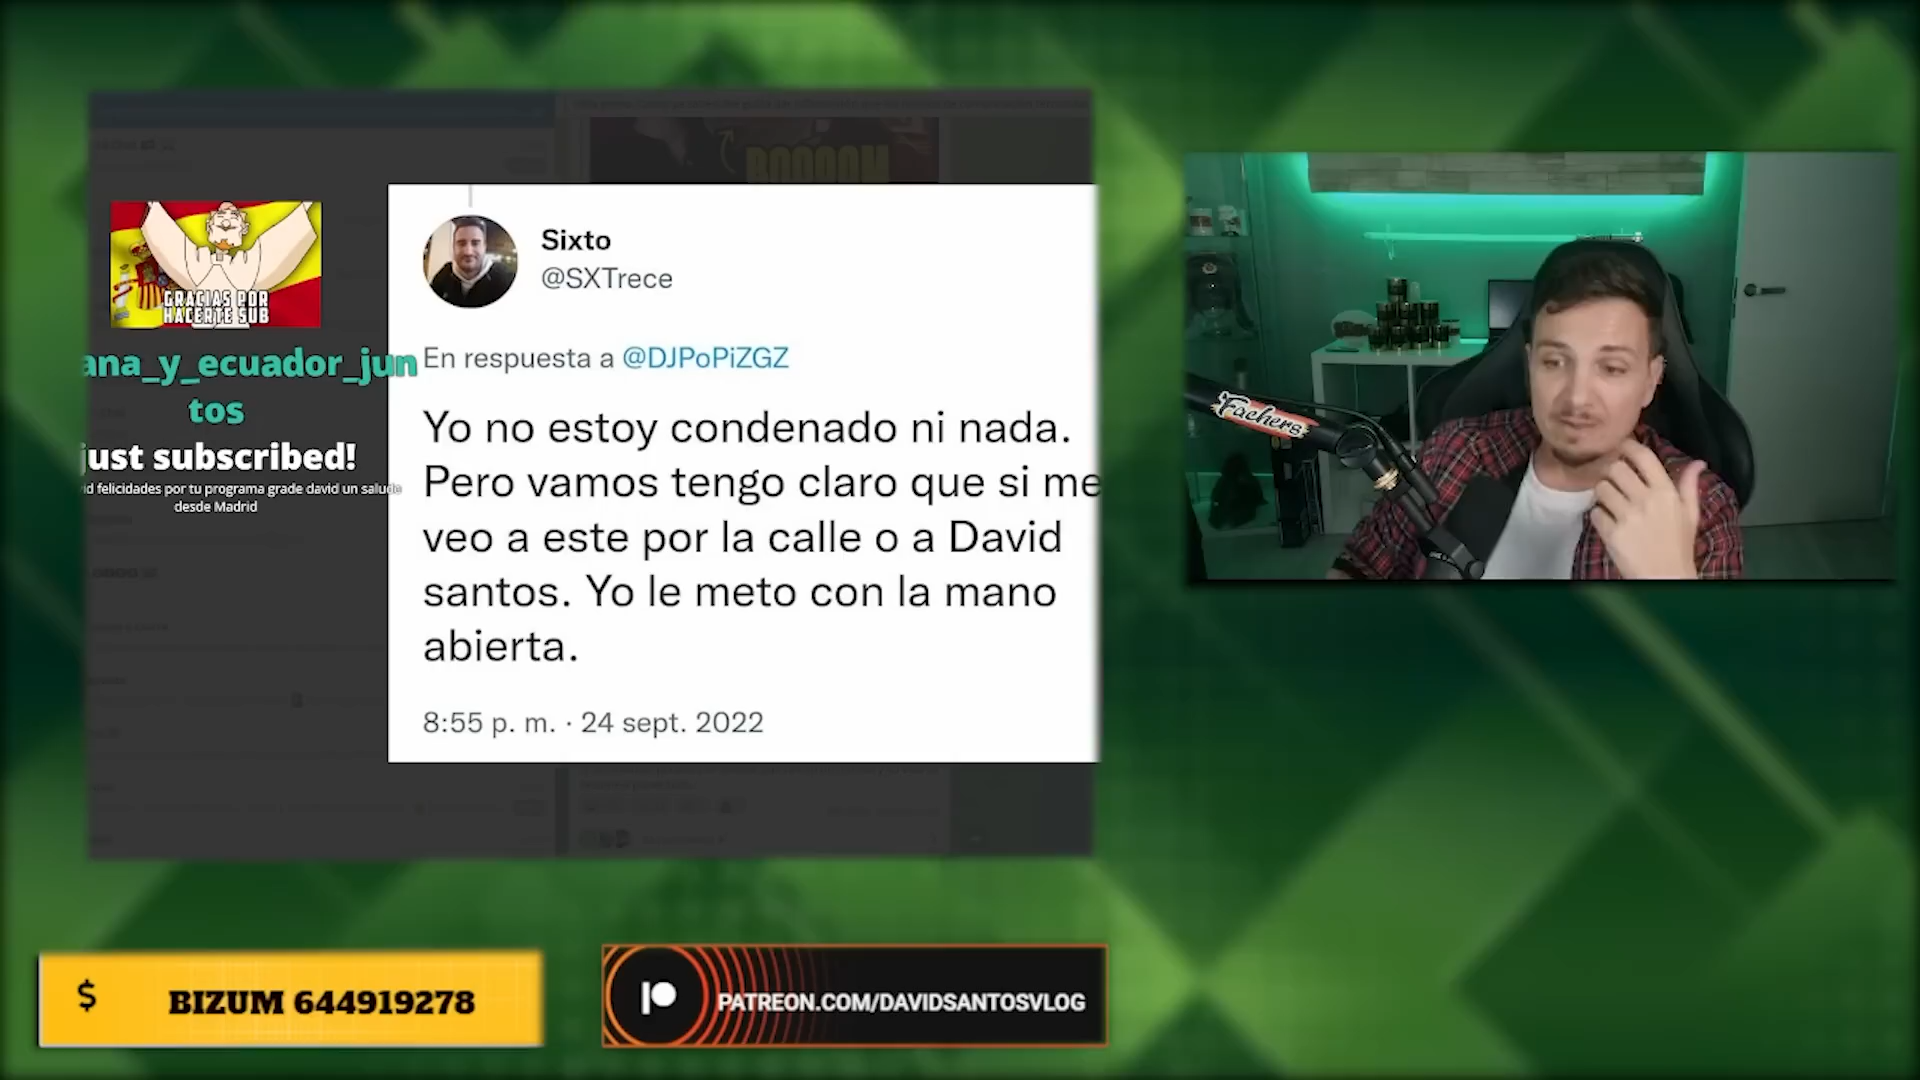 BOOOOM
GRACIAS POR
HACERTE SUB
ana_y_ecuador_jun
tos
just subscribed!
id felicidades por tu programa grade david un saludo
desde Madrid
Sixto
@SXTrece
En respuesta a @DJPoPiZGZ
Yo no estoy condenado ni nada.
Pero vamos tengo claro que si me
veo a este por la calle o a David
santos. Yo le meto con la mano
abierta.
8:55 p. m. · 24 sept. 2022
Fachers
$ BIZUM 644919278
PATREON.COM/DAVIDSANTOSVLOG